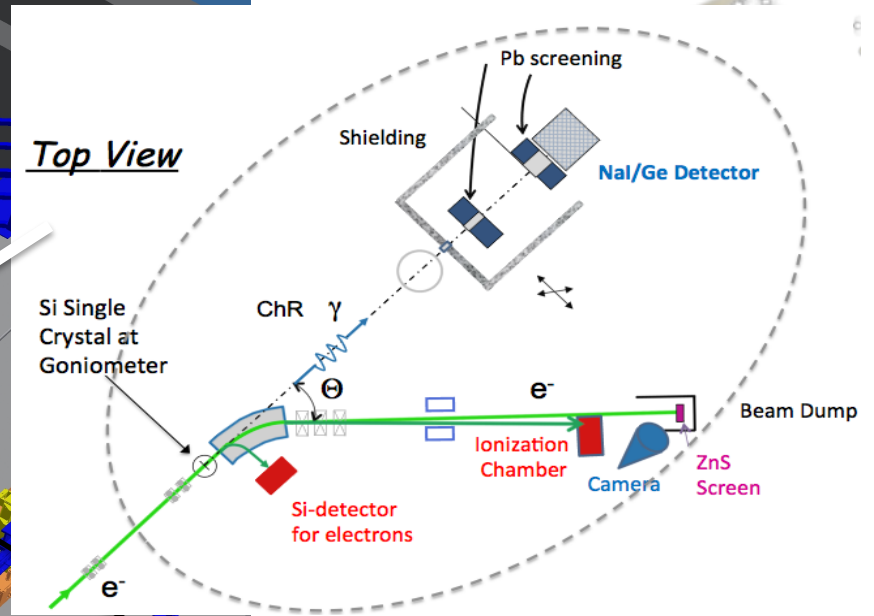 Top View
Pb screening
Shielding
NaI/Ge Detector
Si Single
Crystal at
Goniometer
ChR γ
Θ
e-
Beam Dump
Ionization
Chamber
Camera
ZnS
Screen
Si-detector
for electrons
e-